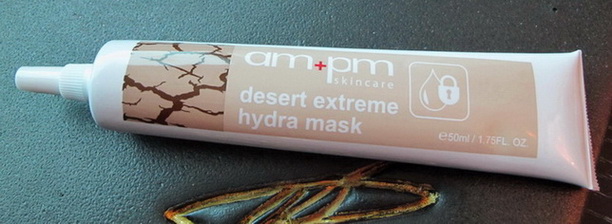 am+pm
skincare
desert extreme
hydra mask
℮50ml / 1.75FL. OZ.